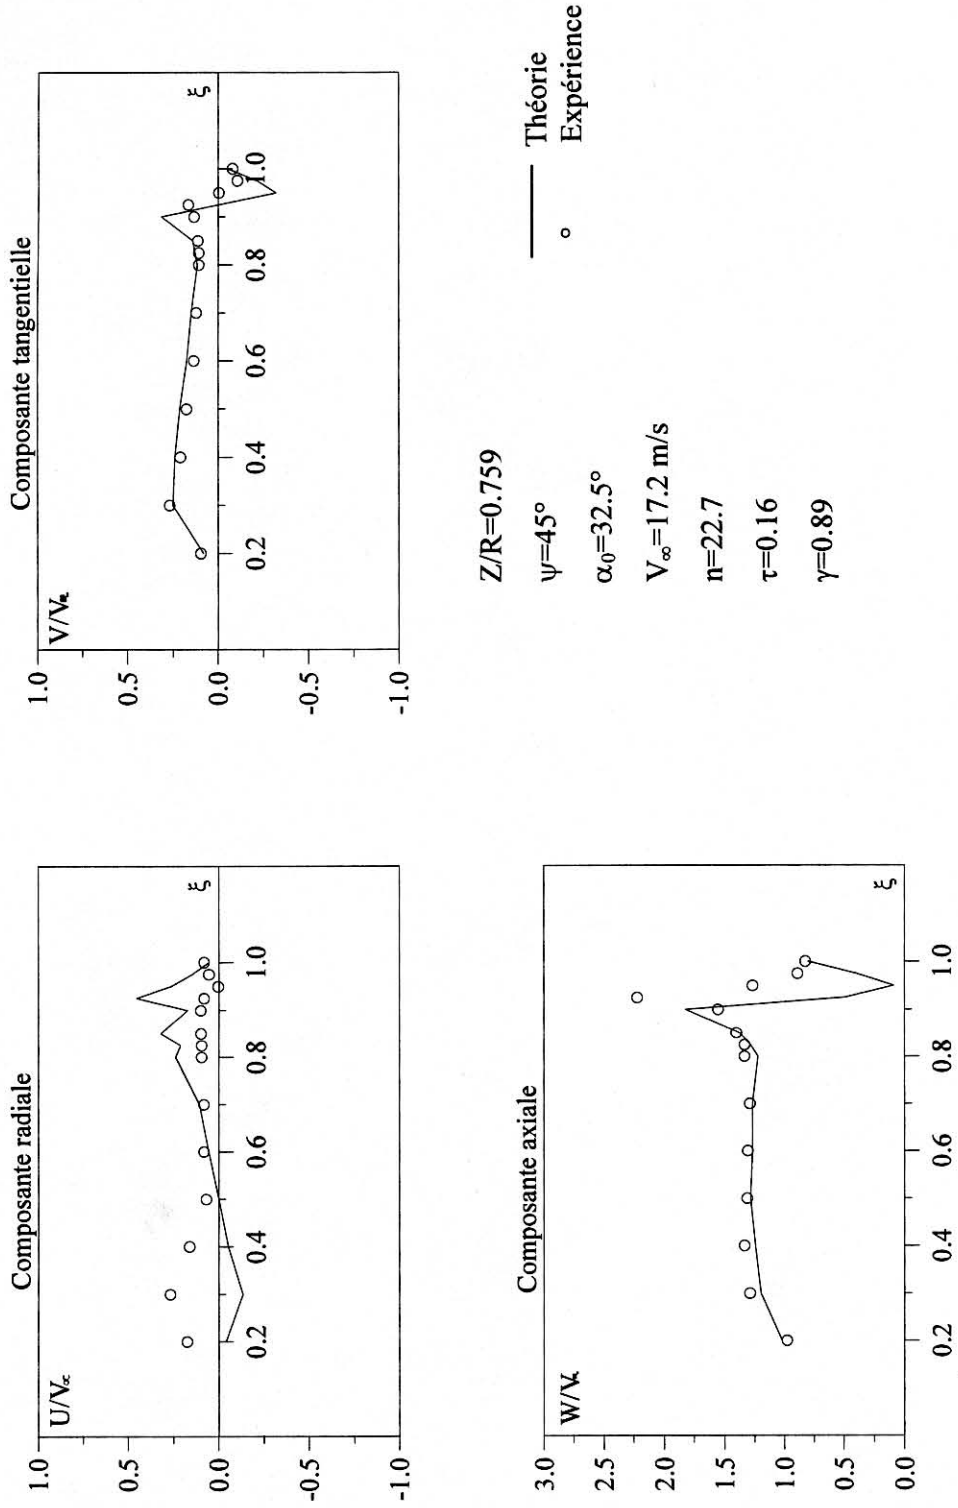 Composante radiale
U/V∞
1.0
0.5
0.0
-0.5
-1.0
0.2
0.4
0.6
0.8
1.0
ξ
Composante tangentielle
V/V
1.0
0.5
0.0
-0.5
-1.0
0.2
0.4
0.6
0.8
1.0
ξ
Composante axiale
W/V
3.0
2.5
2.0
1.5
1.0
0.5
0.0
0.2
0.4
0.6
0.8
1.0
ξ
Z/R=0.759
ψ=45°
α₀=32.5°
V∞=17.2 m/s
n=22.7
τ=0.16
γ=0.89
Théorie
Expérience